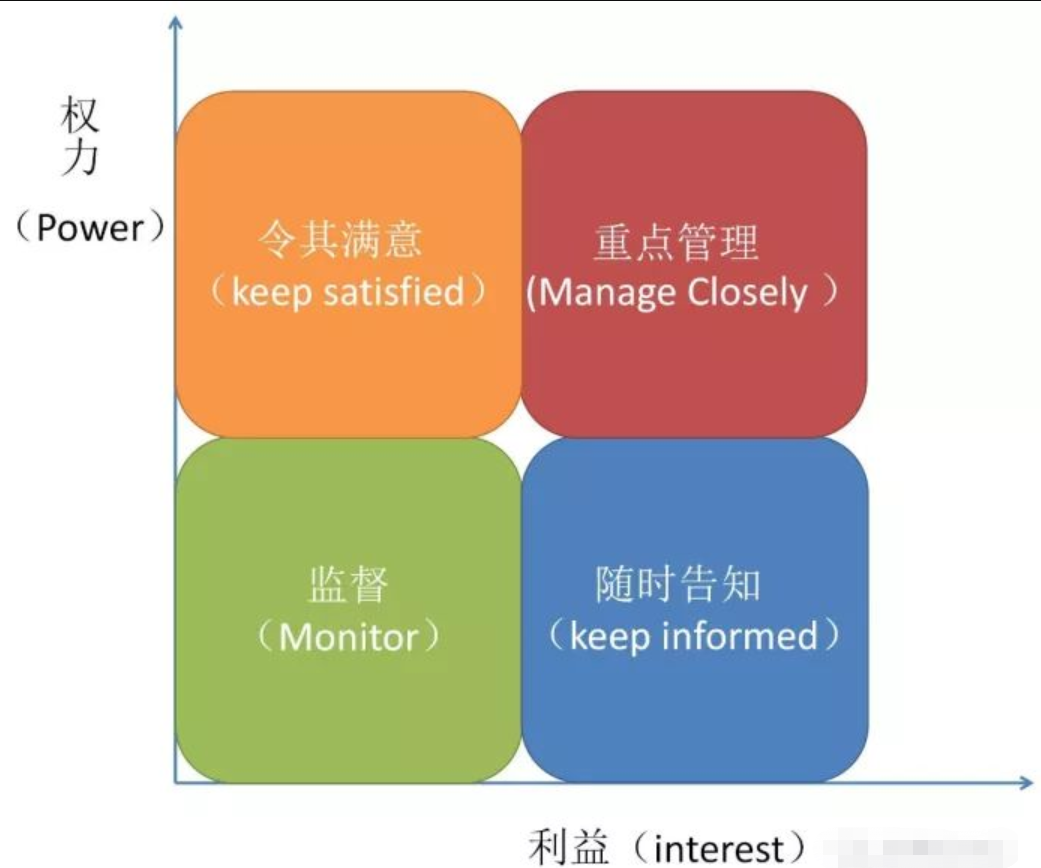 权
力
（Power）
令其满意
（keep satisfied）
重点管理
(Manage Closely ）
监督
（Monitor）
随时告知
（keep informed）
利益（interest）